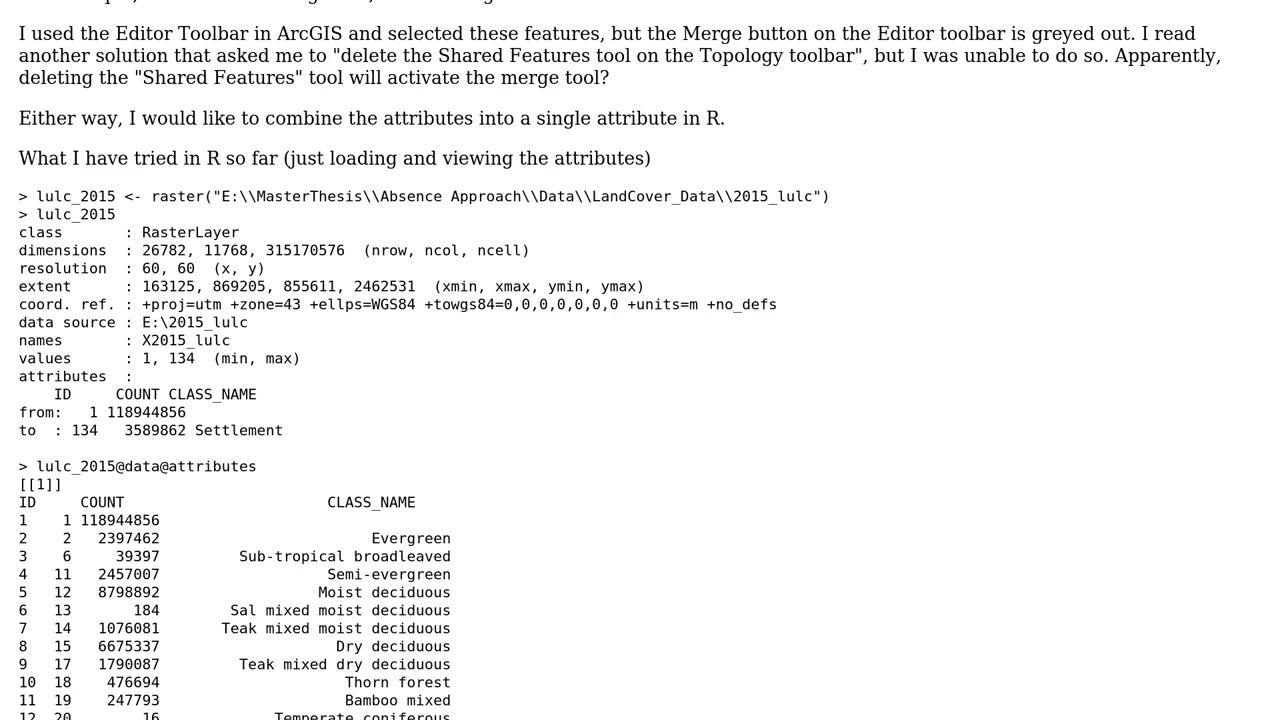 I used the Editor Toolbar in ArcGIS and selected these features, but the Merge button on the Editor toolbar is greyed out. I read
another solution that asked me to "delete the Shared Features tool on the Topology toolbar", but I was unable to do so. Apparently,
deleting the "Shared Features" tool will activate the merge tool?
Either way, I would like to combine the attributes into a single attribute in R.
What I have tried in R so far (just loading and viewing the attributes)
> lulc_2015 <- raster("E:\\MasterThesis\\Absence Approach\\Data\\LandCover_Data\\2015_lulc")
> lulc_2015
class       : RasterLayer
dimensions  : 26782, 11768, 315170576  (nrow, ncol, ncell)
resolution  : 60, 60  (x, y)
extent      : 163125, 869205, 855611, 2462531  (xmin, xmax, ymin, ymax)
coord. ref. : +proj=utm +zone=43 +ellps=WGS84 +towgs84=0,0,0,0,0,0,0 +units=m +no_defs
data source : E:\2015_lulc
names       : X2015_lulc
values      : 1, 134  (min, max)
attributes  :
    ID     COUNT CLASS_NAME
from:   1 118944856
to  : 134   3589862 Settlement
> lulc_2015@data@attributes
[[1]]
ID     COUNT                       CLASS_NAME
1    1 118944856
2    2   2397462                        Evergreen
3    6     39397         Sub-tropical broadleaved
4   11   2457007                   Semi-evergreen
5   12   8798892                  Moist deciduous
6   13       184        Sal mixed moist deciduous
7   14   1076081       Teak mixed moist deciduous
8   15   6675337                    Dry deciduous
9   17   1790087         Teak mixed dry deciduous
10  18    476694                     Thorn forest
11  19    247793                     Bamboo mixed
12  20        16             Temperate coniferous